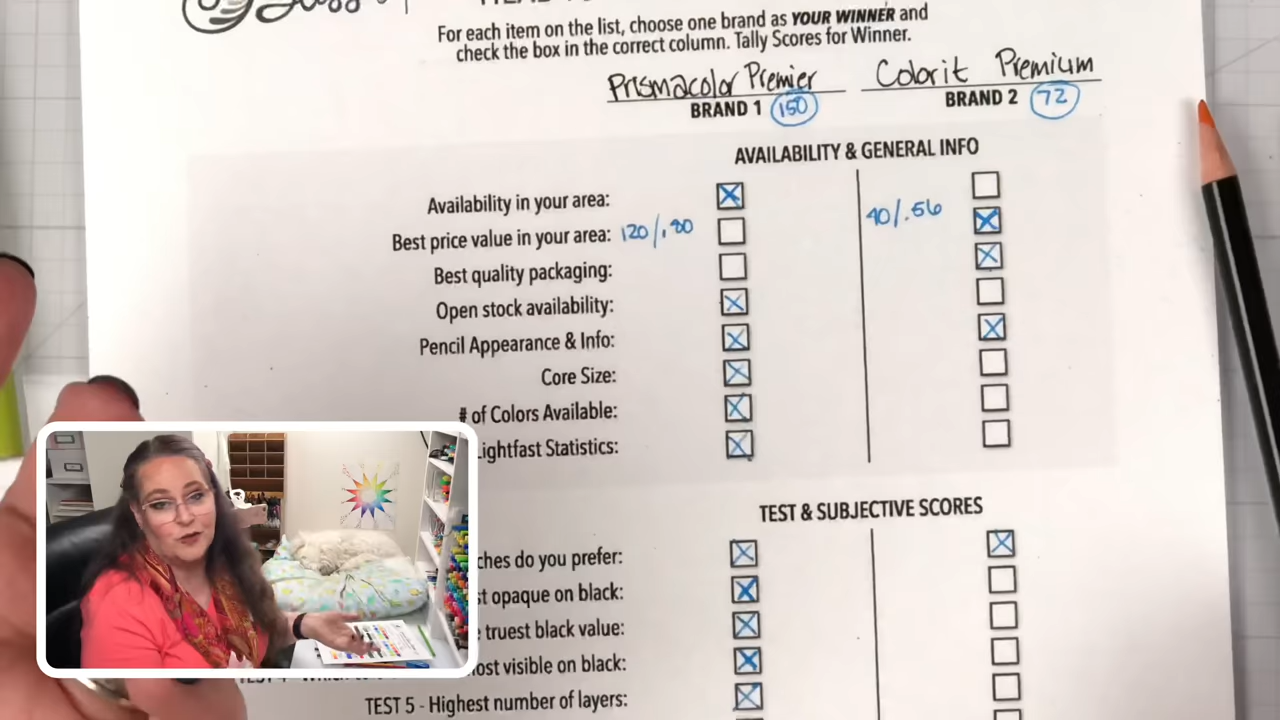 For each item on the list, choose one brand as YOUR WINNER and
check the box in the correct column. Tally Scores for Winner.
Prismacolor Premier Colorit Premium
BRAND 1 150 BRAND 2 72
AVAILABILITY & GENERAL INFO
Availability in your area:
Best price value in your area: 120/.80 40/.56
Best quality packaging:
Open stock availability:
Pencil Appearance & Info:
Core Size:
# of Colors Available:
Lightfast Statistics:
TEST & SUBJECTIVE SCORES
do you prefer:
opaque on black:
truest black value:
visible on black:
TEST 5 - Highest number of layers: